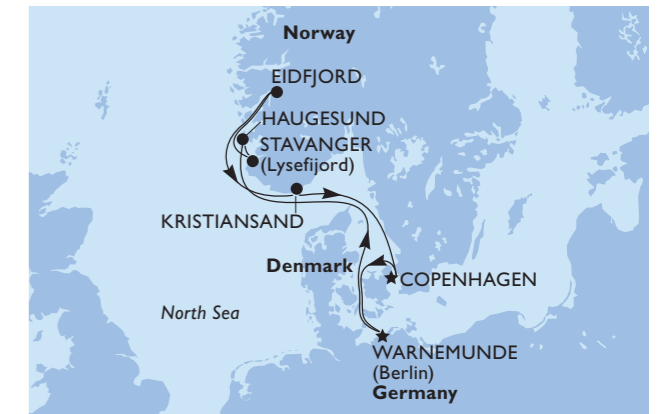 Norway
EIDFJORD
HAUGESUND
STAVANGER
(Lysefijord)
KRISTIANSAND
Denmark
COPENHAGEN
North Sea
WARNEMUNDE
(Berlin)
Germany